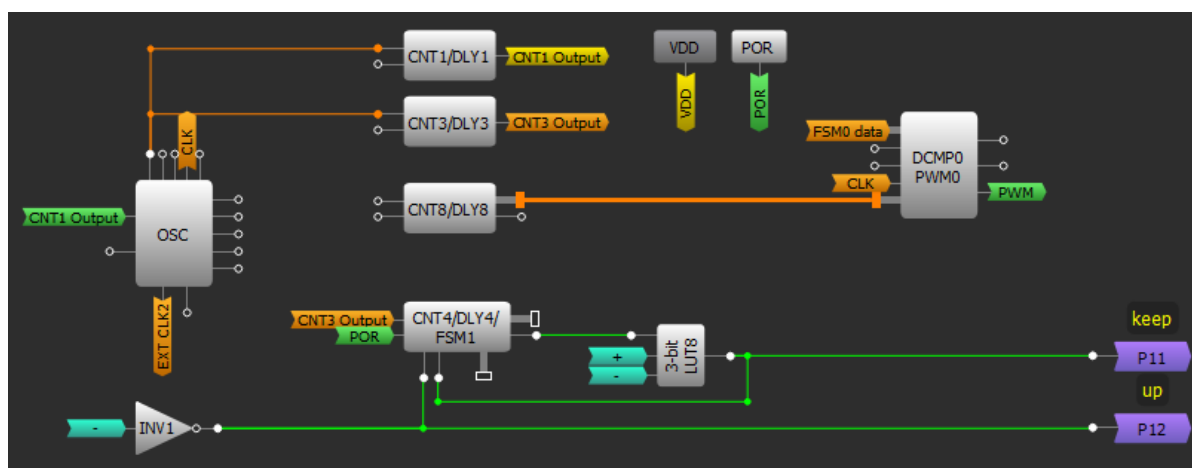 CNT1/DLY1
CNT1 Output
VDD
VDD
POR
POR
CNT3/DLY3
CNT3 Output
CLK
FSM0 data
CLK
DCMP0
PWM0
PWM
CNT8/DLY8
CNT1 Output
OSC
EXT CLK2
CNT3 Output
POR
CNT4/DLY4/
FSM1
+
-
3-bit
LUT8
keep
P11
up
P12
-
INV1